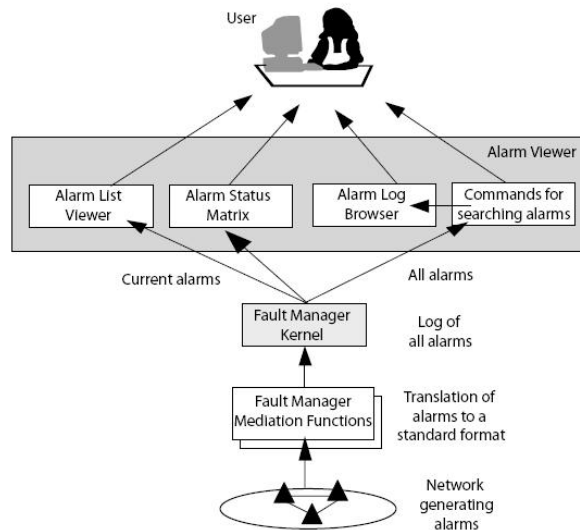 User
Alarm Viewer
Alarm List
Viewer
Alarm Status
Matrix
Alarm Log
Browser
Commands for
searching alarms
Current alarms
All alarms
Fault Manager
Kernel
Log of
all alarms
Fault Manager
Mediation Functions
Translation of
alarms to a
standard format
Network
generating
alarms